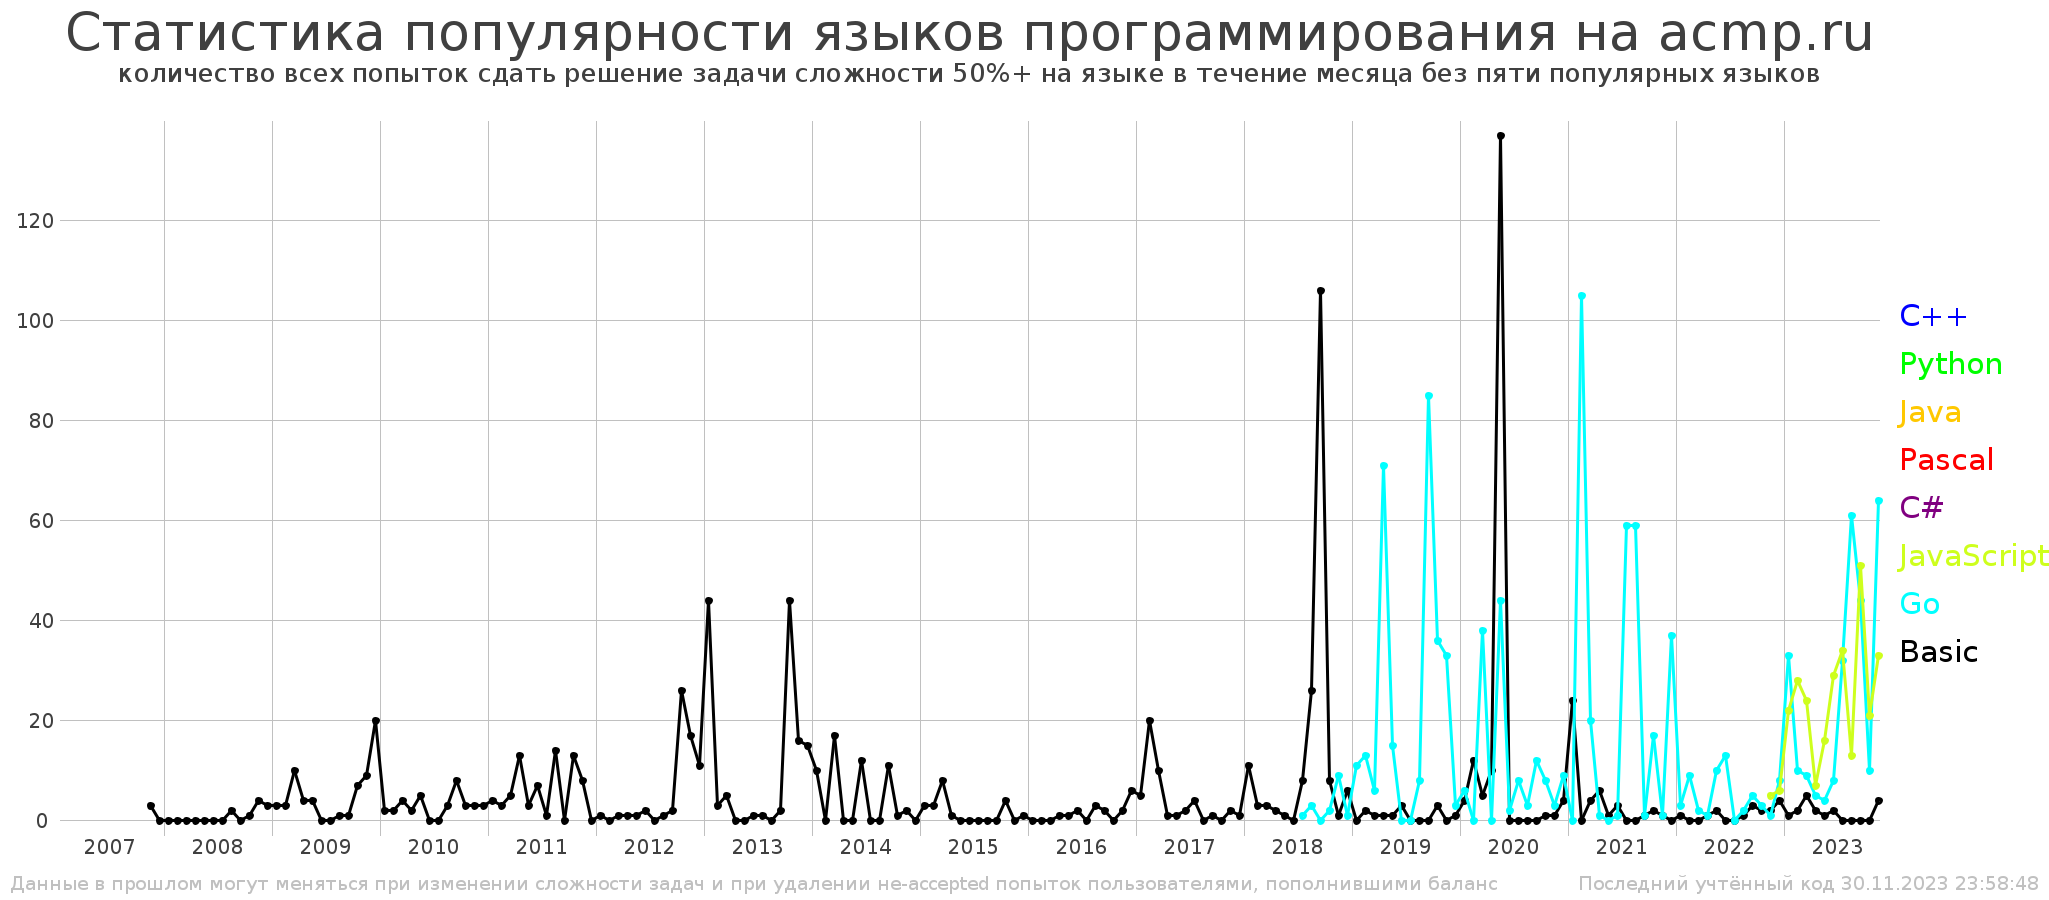 Статистика популярности языков программирования на acmp.ru
количество всех попыток сдать решение задачи сложности 50%+ на языке в течение месяца без пяти популярных языков
120
100
80
60
40
20
0
C++
Python
Java
Pascal
C#
JavaScript
Go
Basic
2007 2008 2009 2010 2011 2012 2013 2014 2015 2016 2017 2018 2019 2020 2021 2022 2023
Данные в прошлом могут меняться при изменении сложности задач и при удалении не-accepted попыток пользователями, пополнившими баланс
Последний учтённый код 30.11.2023 23:58:48